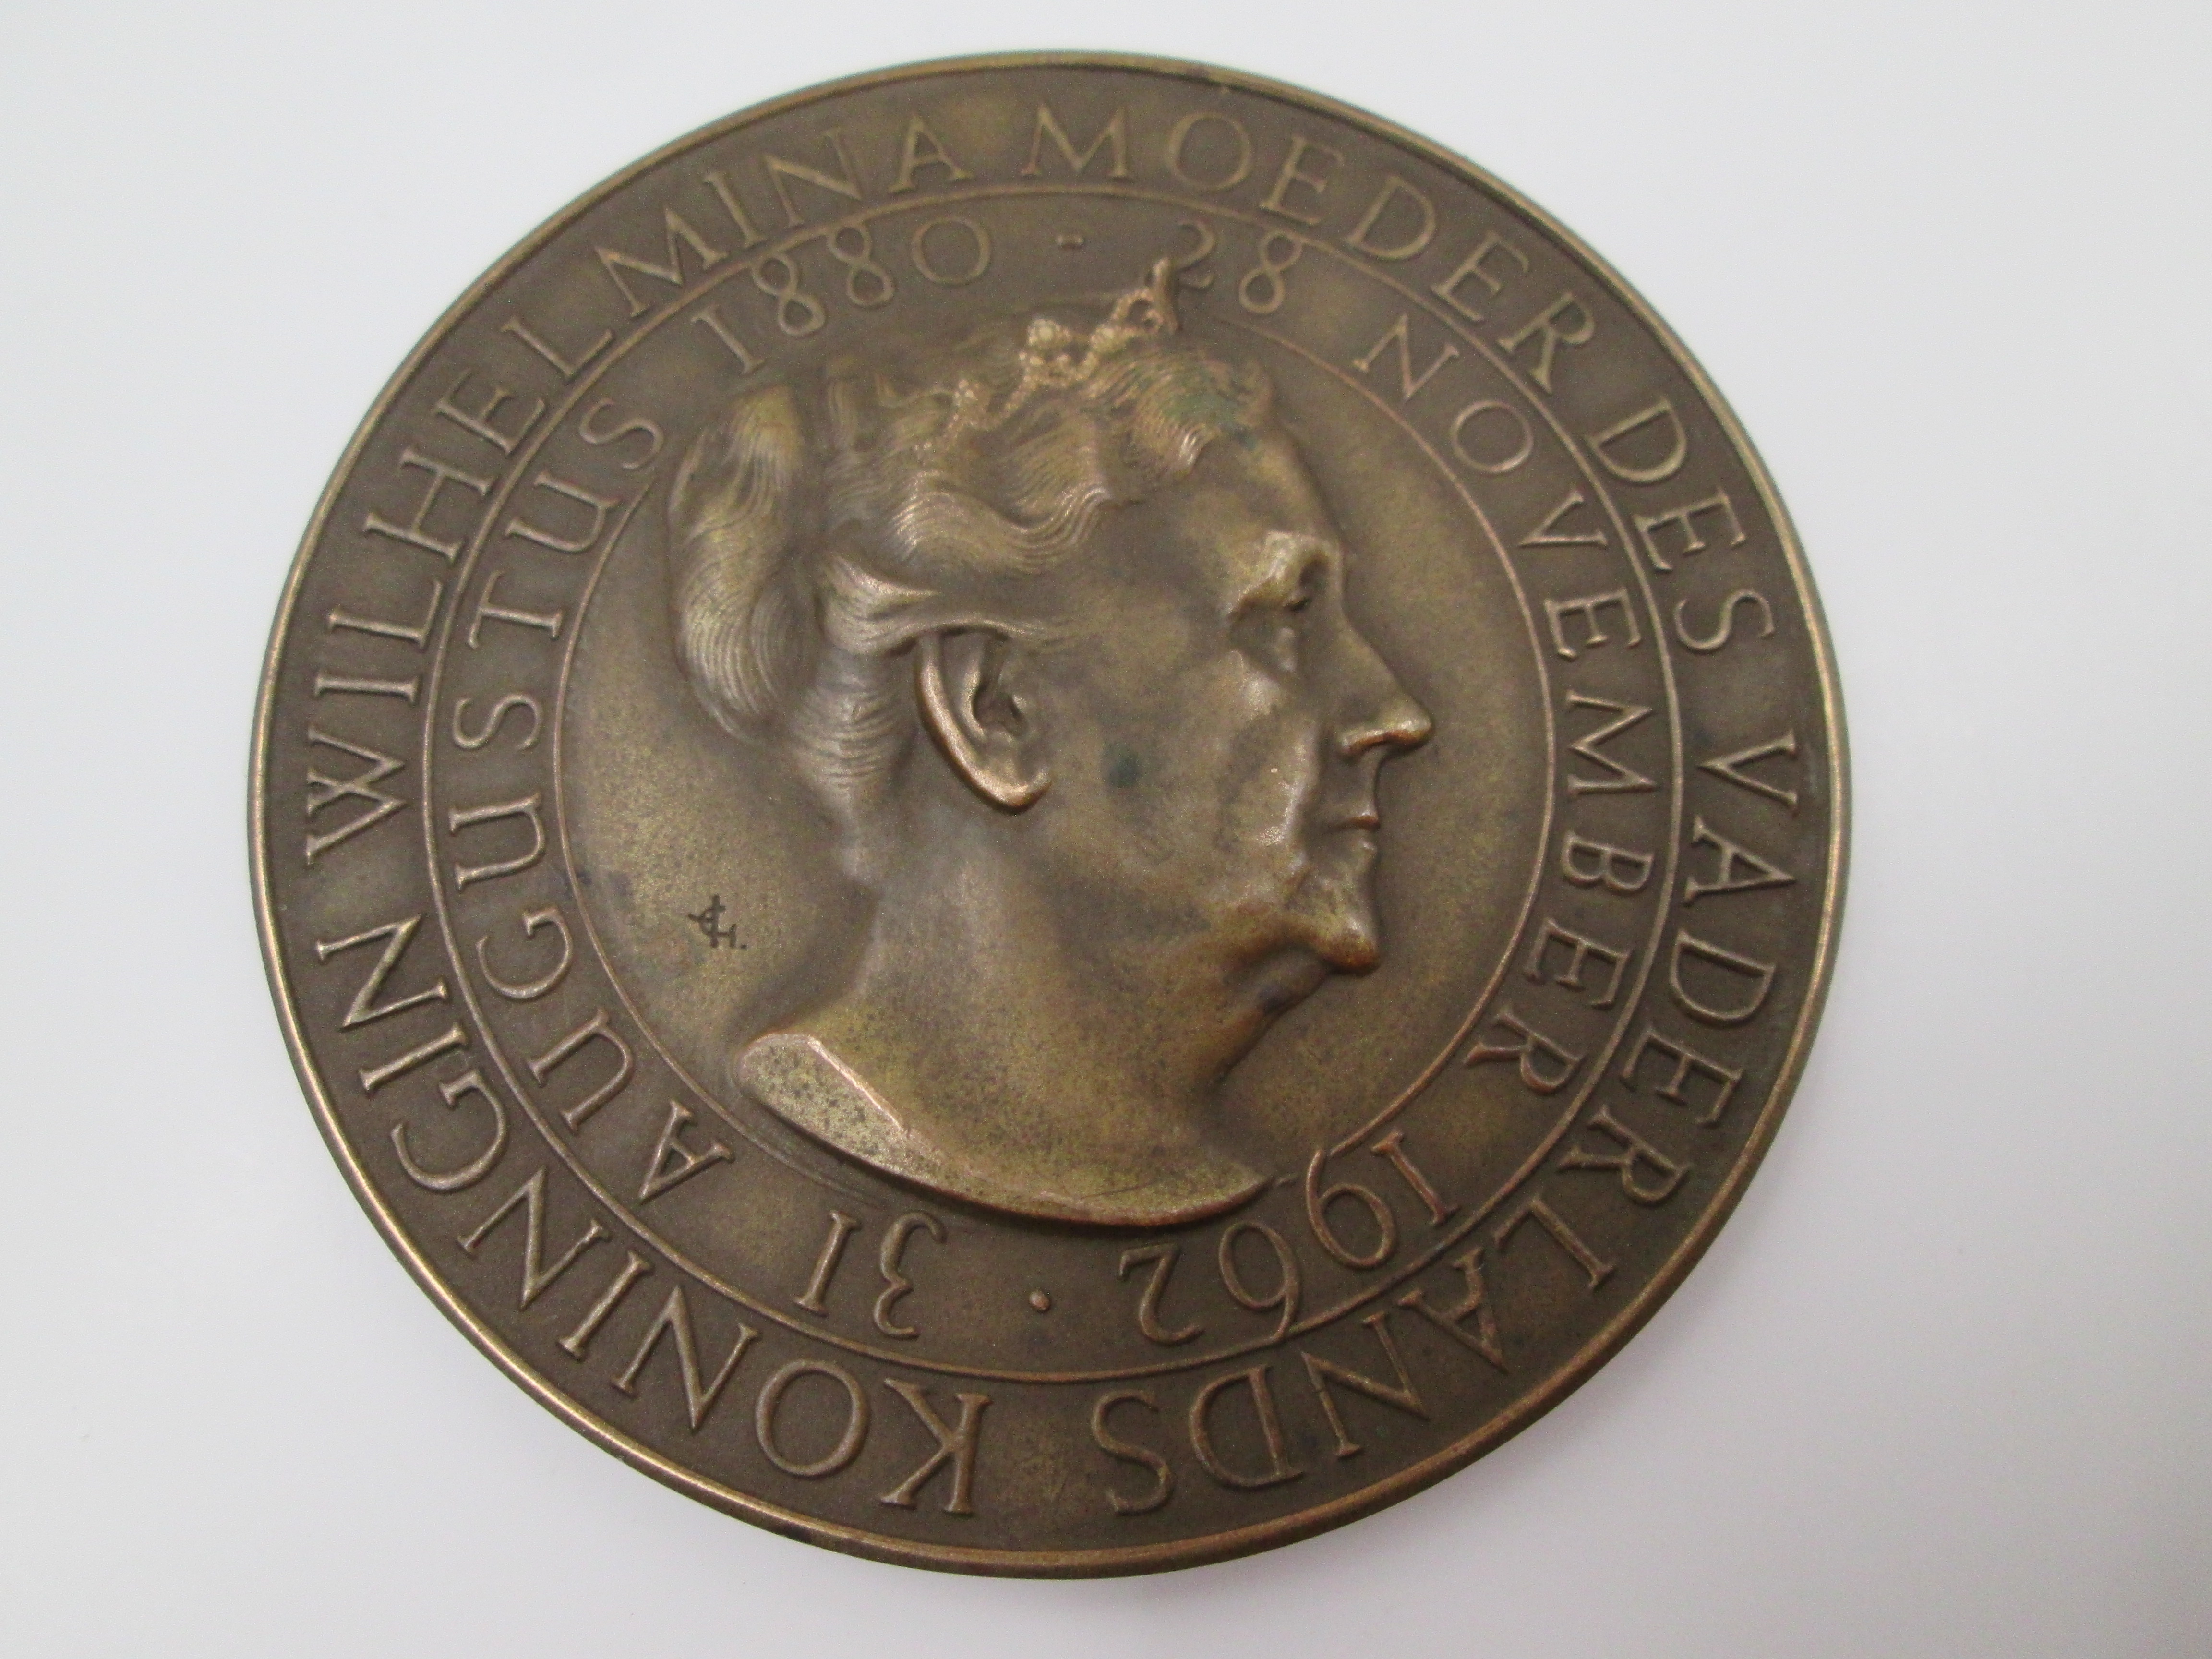 KONINGIN WILHELMINA MOEDER DES VADERLANDS
31 AUGUSTUS 1880 - 28 NOVEMBER 1962 ·